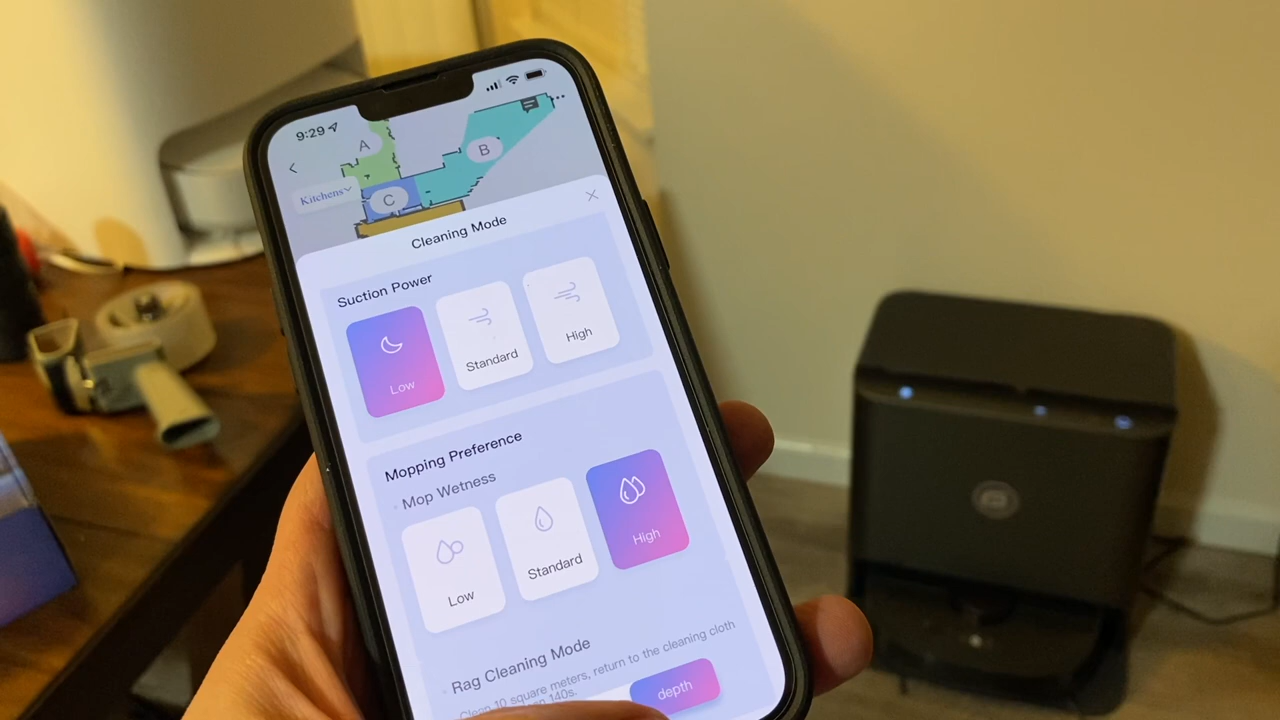 9:29
A
B
Kitchens
C
Cleaning Mode
Suction Power
Low
Standard
High
Mopping Preference
Mop Wetness
Low
Standard
High
Rag Cleaning Mode
Clean 10 square meters, return to the cleaning cloth
140s.
depth